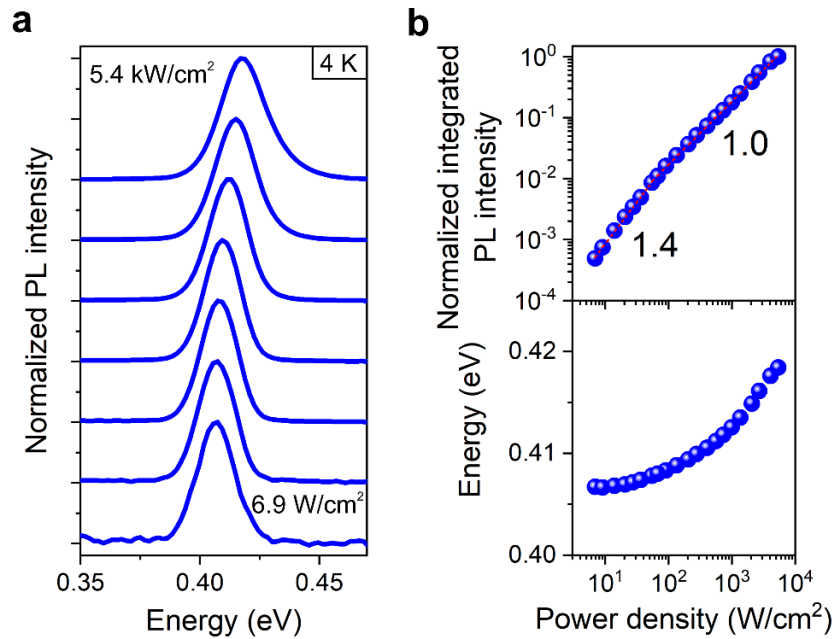 a
5.4 kW/cm²
4 K
6.9 W/cm²
Normalized PL intensity
0.35
0.40
0.45
Energy (eV)
b
Normalized integrated
PL intensity
10⁰
10⁻¹
10⁻²
10⁻³
10⁻⁴
1.0
1.4
Energy (eV)
0.42
0.41
0.40
10¹
10²
10³
10⁴
Power density (W/cm²)